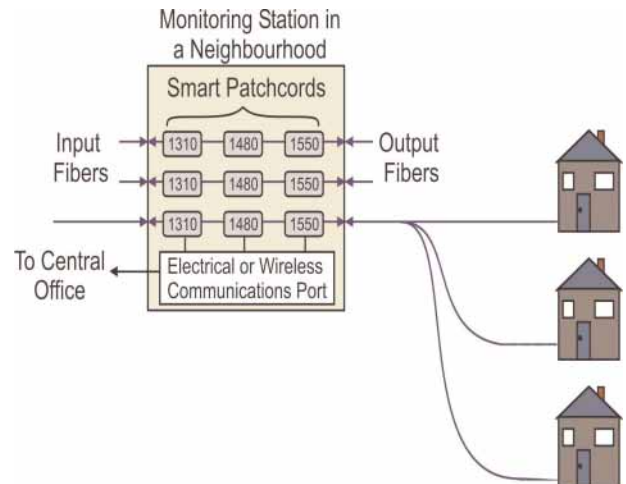 Monitoring Station in
a Neighbourhood
Smart Patchcords
Input
Fibers
1310 1480 1550
Output
Fibers
1310 1480 1550
1310 1480 1550
To Central
Office
Electrical or Wireless
Communications Port